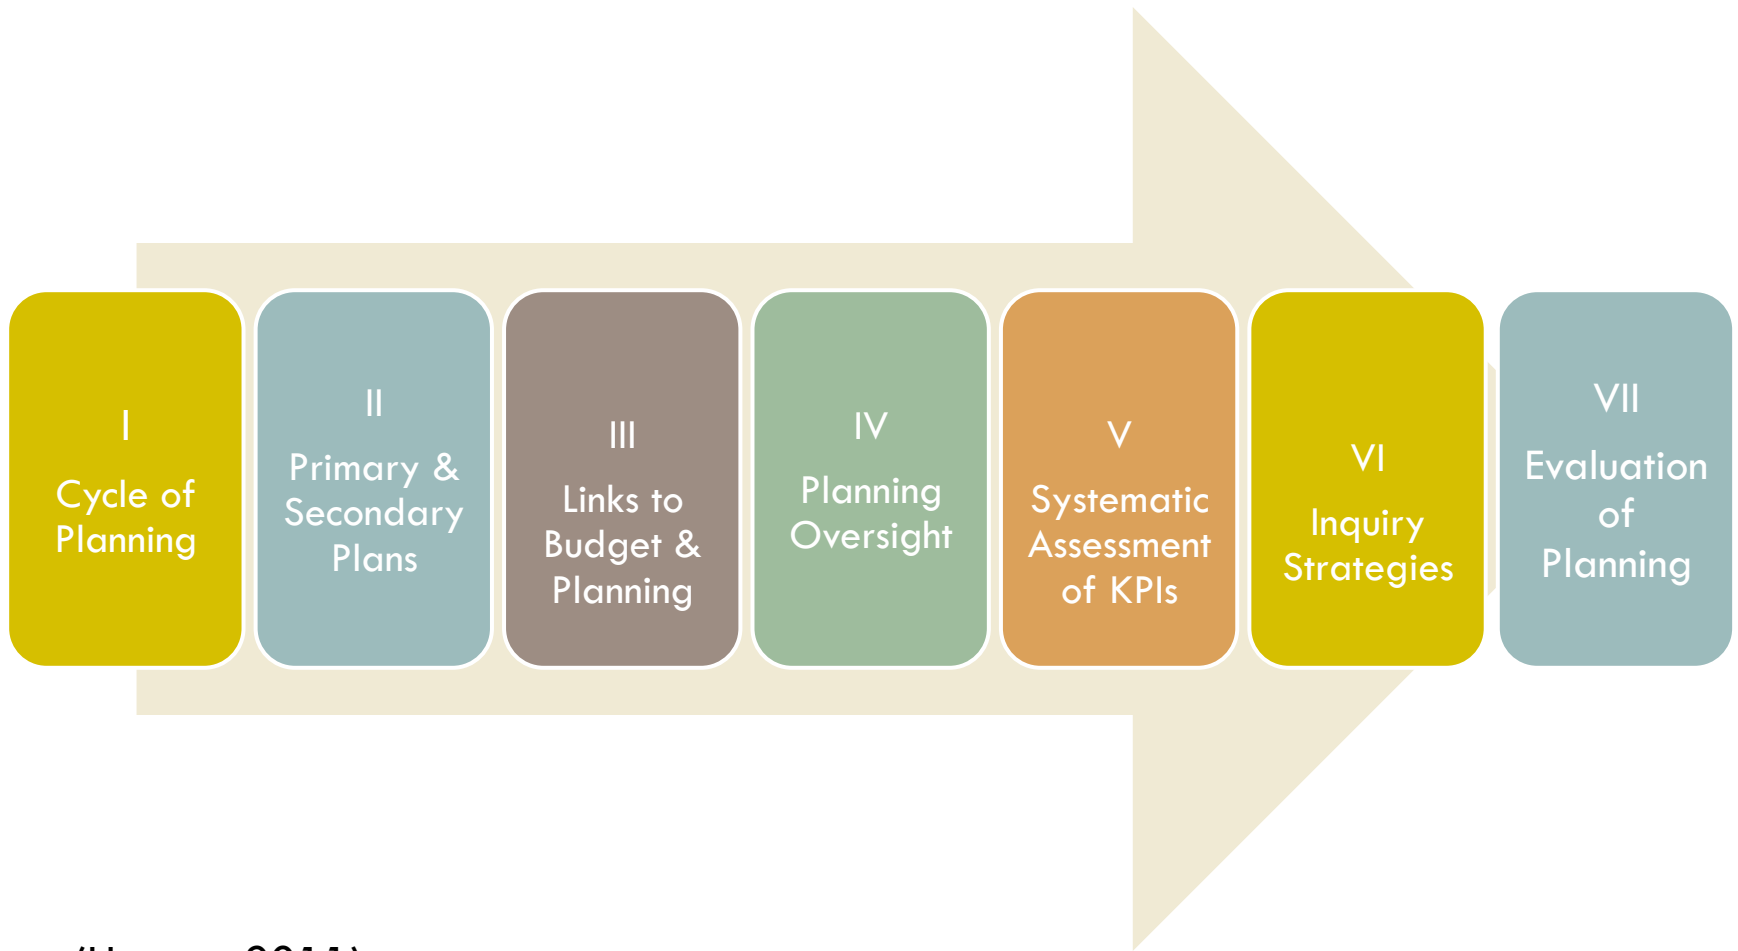 I
Cycle of
Planning
II
Primary &
Secondary
Plans
III
Links to
Budget &
Planning
IV
Planning
Oversight
V
Systematic
Assessment
of KPIs
VI
Inquiry
Strategies
VII
Evaluation
of
Planning